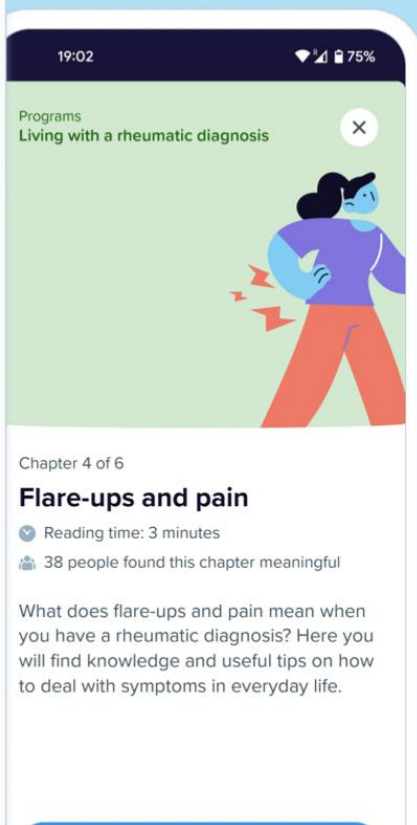 19:02
R
75%
Programs
Living with a rheumatic diagnosis
Chapter 4 of 6
Flare-ups and pain
Reading time: 3 minutes
38 people found this chapter meaningful
What does flare-ups and pain mean when
you have a rheumatic diagnosis? Here you
will find knowledge and useful tips on how
to deal with symptoms in everyday life.